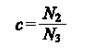 c = N₂/N₃